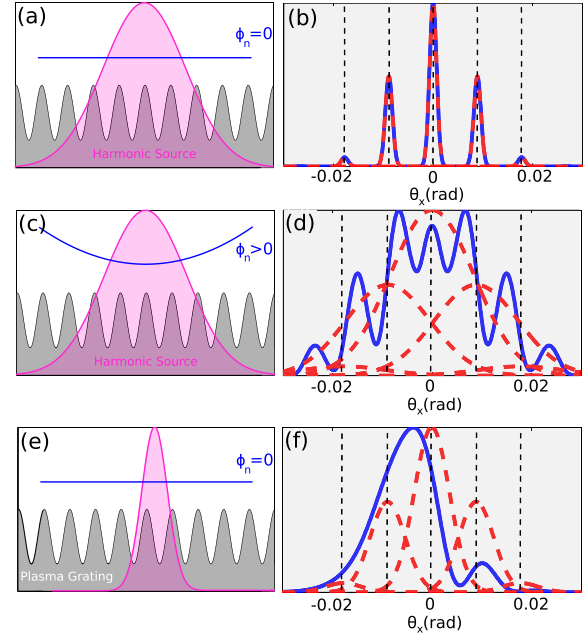 (a)
ϕn=0
Harmonic Source
(b)
-0.02 0 0.02
θx(rad)
(c)
ϕn>0
Harmonic Source
(d)
-0.02 0 0.02
θx(rad)
(e)
ϕn=0
Plasma Grating
(f)
-0.02 0 0.02
θx(rad)